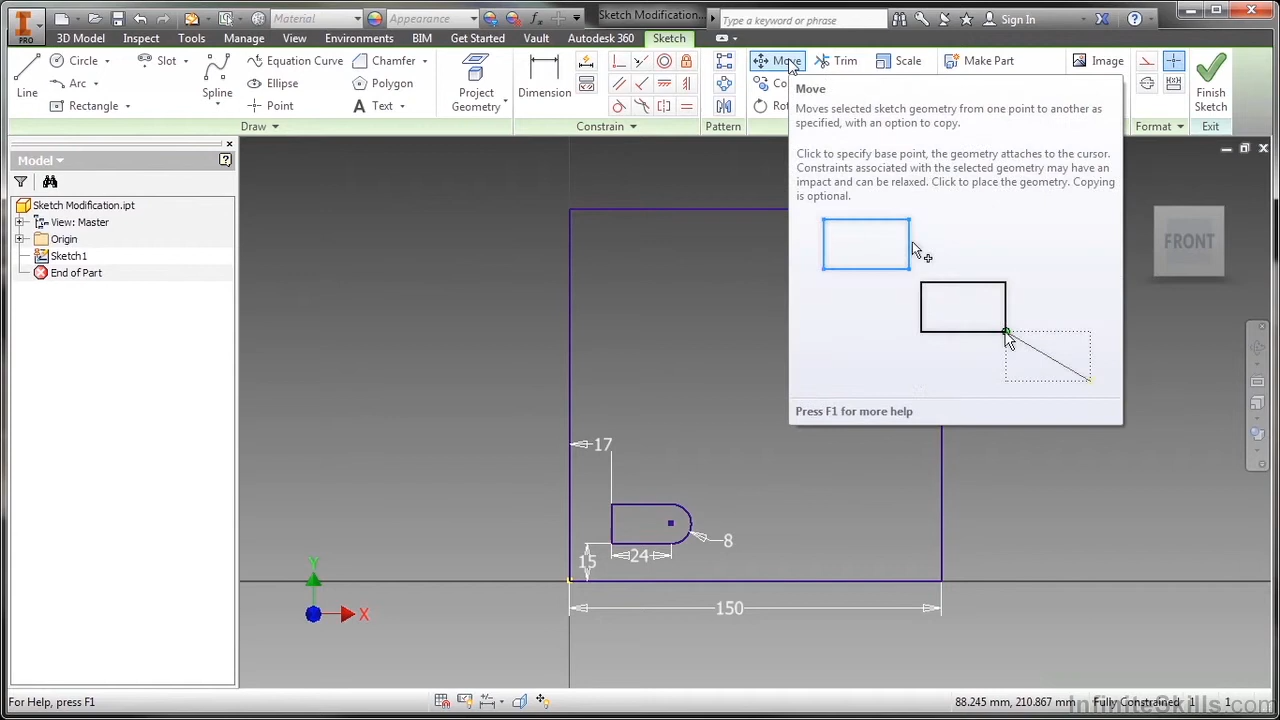 Material
Appearance
Sketch Modification...
Type a keyword or phrase
Sign In
PRO
3D Model
Inspect
Tools
Manage
View
Environments
BIM
Get Started
Vault
Autodesk 360
Sketch
Line
Circle
Arc
Rectangle
Slot
Spline
Equation Curve
Ellipse
Point
Chamfer
Polygon
Text
Project
Geometry
Dimension
Move
Co
Rot
Trim
Scale
Make Part
Image
Finish
Sketch
Draw
Constrain
Pattern
Format
Exit
Move
Moves selected sketch geometry from one point to another as
specified, with an option to copy.
Click to specify base point, the geometry attaches to the cursor.
Constraints associated with the selected geometry may have an
impact and can be relaxed. Click to place the geometry. Copying
is optional.
Press F1 for more help
Model
Sketch Modification.ipt
View: Master
Origin
Sketch1
End of Part
FRONT
17
8
24
15
150
Y
X
For Help, press F1
88.245 mm, 210.867 mm
Fully Constrained
1
1
InfiniteSkills.com